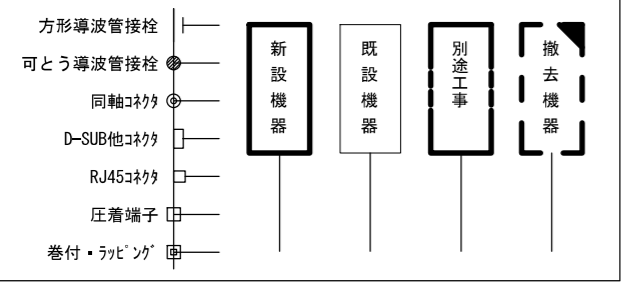 方形導波管接栓
可とう導波管接栓
同軸ｺﾈｸﾀ
D-SUB他ｺﾈｸﾀ
RJ45ｺﾈｸﾀ
圧着端子
巻付・ﾗｯﾋﾟﾝｸﾞ
新設機器
既設機器
別途工事
撤去機器